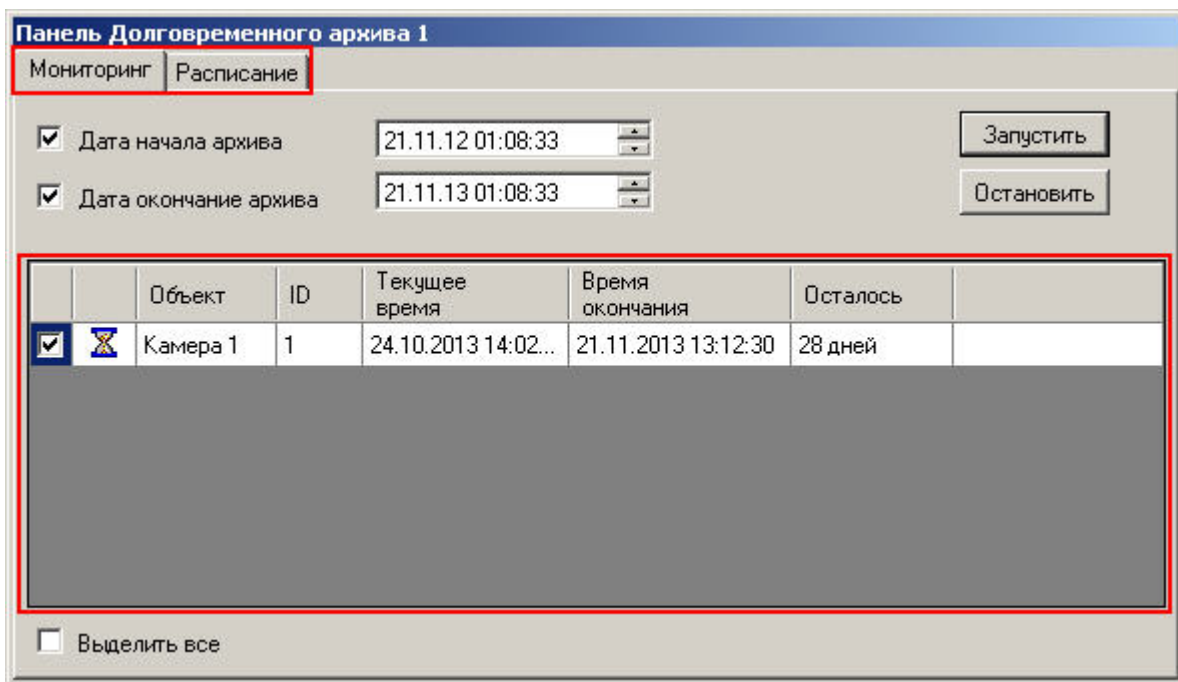 Панель Долговременного архива 1
Мониторинг Расписание
Дата начала архива 21.11.12 01:08:33 Запустить
Дата окончание архива 21.11.13 01:08:33 Остановить
Объект ID Текущее время Время окончания Осталось
Камера 1 1 24.10.2013 14:02... 21.11.2013 13:12:30 28 дней
Выделить все